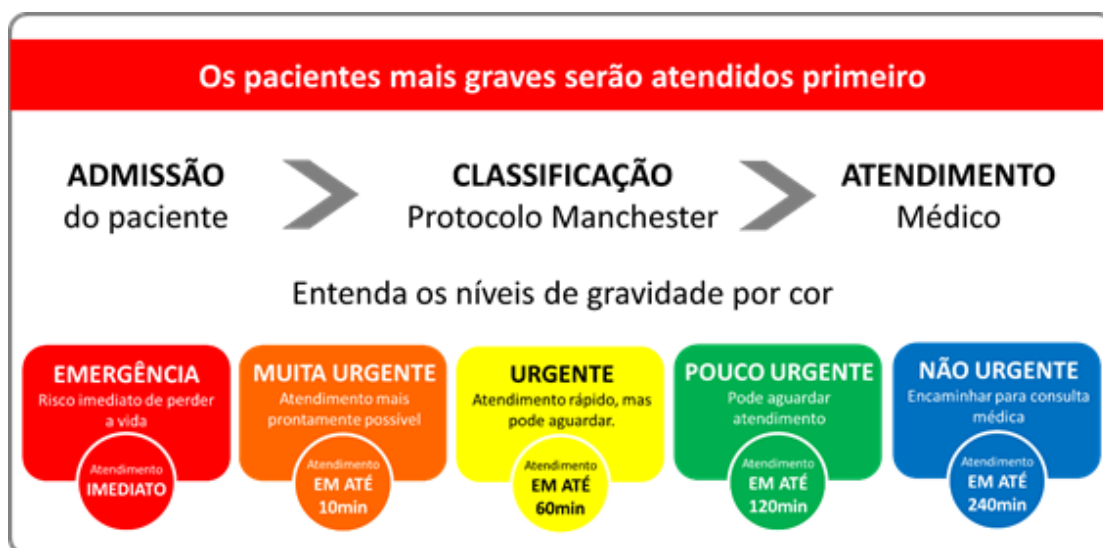 Os pacientes mais graves serão atendidos primeiro
ADMISSÃO
do paciente
CLASSIFICAÇÃO
Protocolo Manchester
ATENDIMENTO
Médico
Entenda os níveis de gravidade por cor
EMERGÊNCIA
Risco imediato de perder
a vida
Atendimento
IMEDIATO
MUITA URGENTE
Atendimento mais
prontamente possível
Atendimento
EM ATÉ
10min
URGENTE
Atendimento rápido, mas
pode aguardar.
Atendimento
EM ATÉ
60min
POUCO URGENTE
Pode aguardar
atendimento
Atendimento
EM ATÉ
120min
NÃO URGENTE
Encaminhar para consulta
médica
Atendimento
EM ATÉ
240min